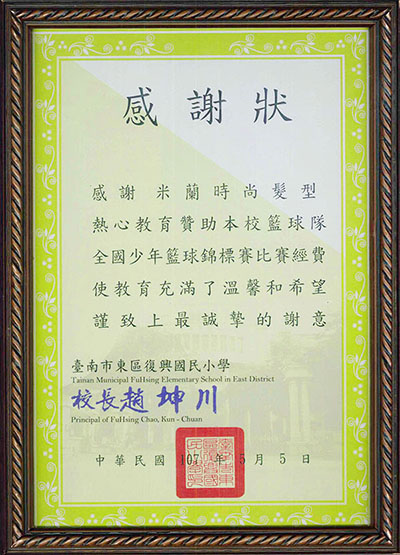 感謝狀
感謝 米蘭時尚髮型
熱心教育贊助本校籃球隊
全國少年籃球錦標賽比賽經費
使教育充滿了溫馨和希望
謹致上最誠摯的謝意
臺南市東區復興國民小學
Tainan Municipal FuHsing Elementary School in East District
校長趙坤川
Principal of FuHsing Chao, Kun - Chuan
中華民國 107 年 5 月 5 日